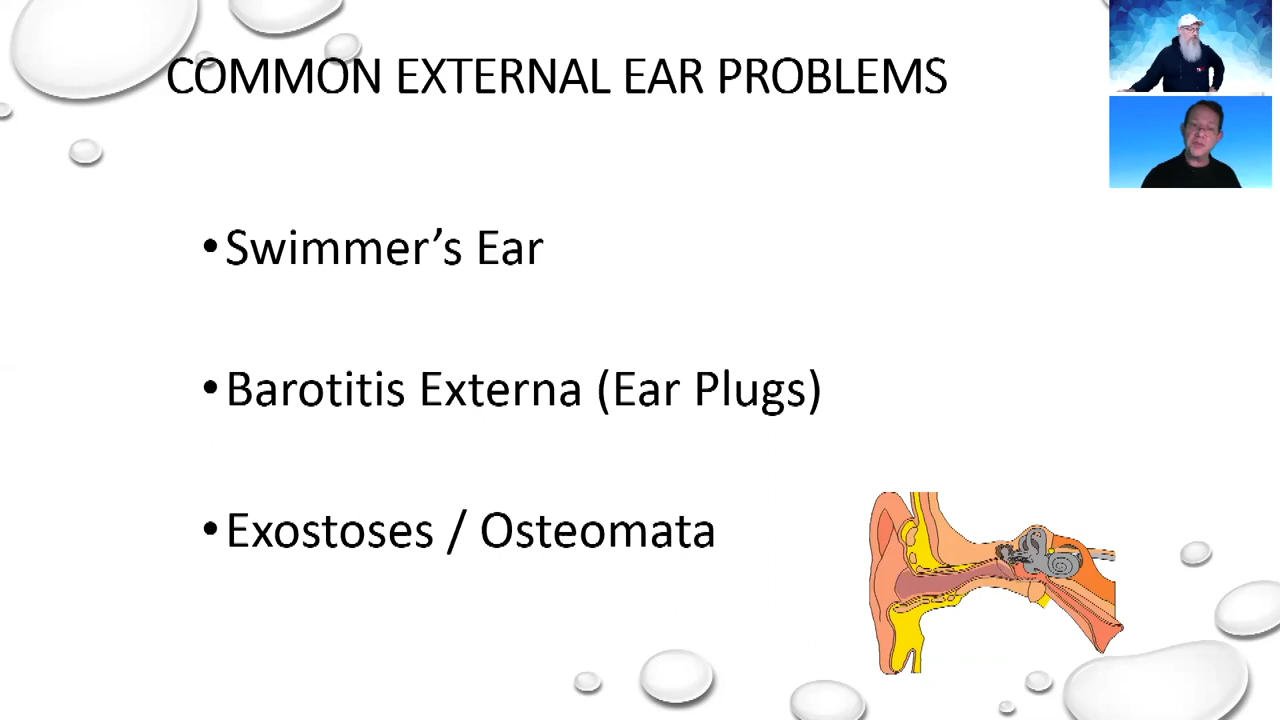 COMMON EXTERNAL EAR PROBLEMS
•Swimmer’s Ear
•Barotitis Externa (Ear Plugs)
•Exostoses / Osteomata